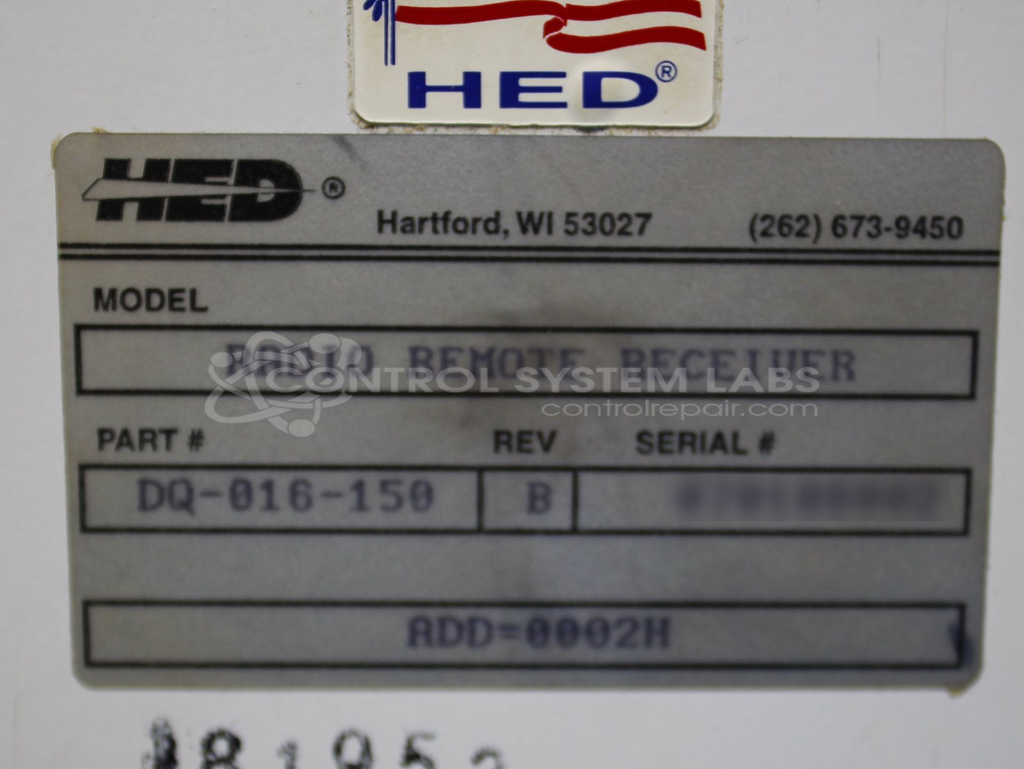 HED®
HED®
Hartford, WI 53027 (262) 673-9450
MODEL
RADIO REMOTE RECEIVER
CONTROL SYSTEM LABS
controlrepair.com
PART # REV SERIAL #
DQ-016-150 B
ADD=0002H